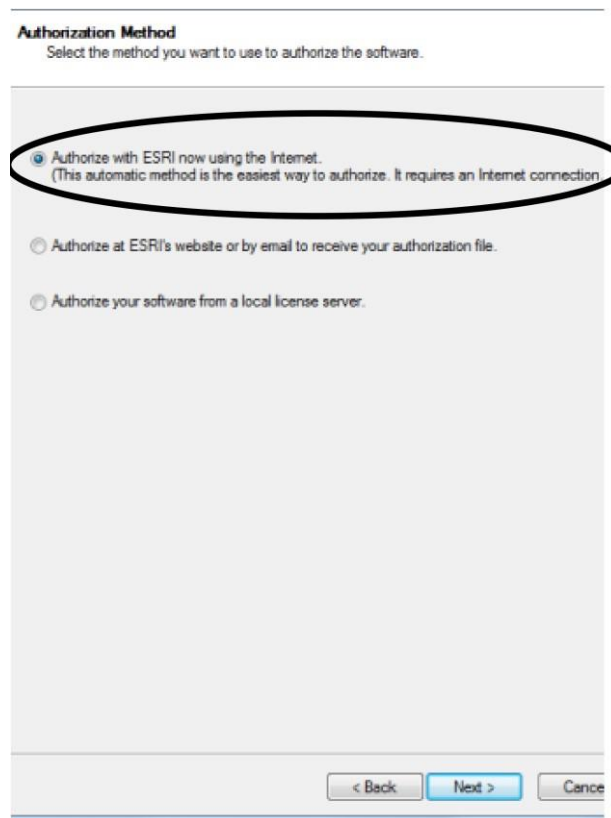 Authorization Method
Select the method you want to use to authorize the software.
Authorize with ESRI now using the Internet.
(This automatic method is the easiest way to authorize. It requires an Internet connection
Authorize at ESRI's website or by email to receive your authorization file.
Authorize your software from a local license server.
< Back Next > Cance